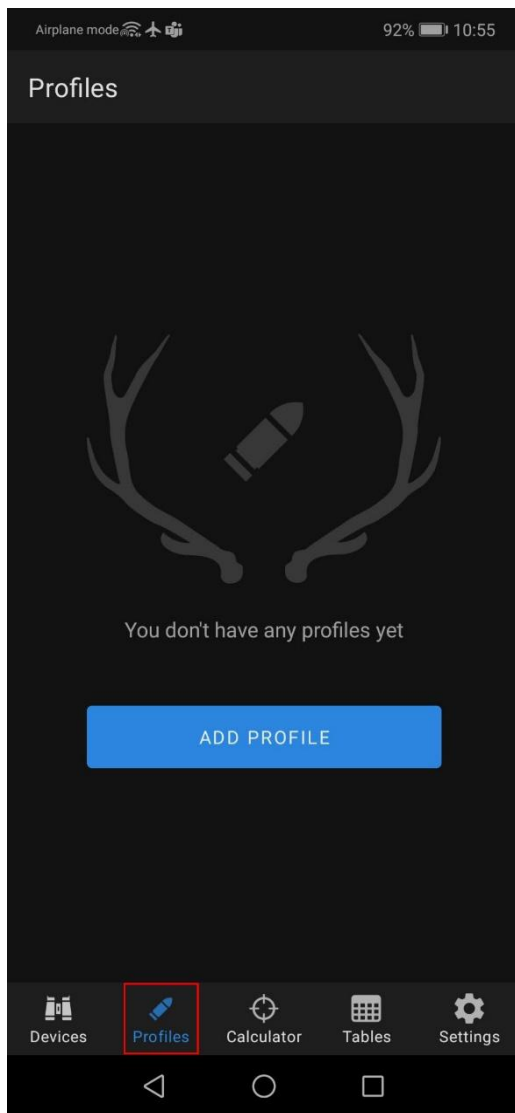 Airplane mode 92% 10:55
Profiles
You don't have any profiles yet
ADD PROFILE
Devices Profiles Calculator Tables Settings